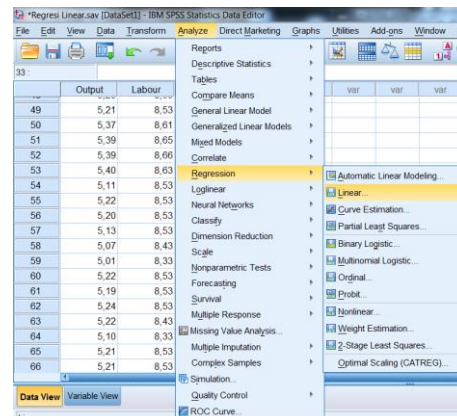 *Regresi Linear.sav [DataSet1] - IBM SPSS Statistics Data Editor
File Edit View Data Transform Analyze Direct Marketing Graphs Utilities Add-ons Window
33 :
Output Labour var var var
49 5,21 8,53
50 5,37 8,61
51 5,39 8,65
52 5,39 8,66
53 5,40 8,63
54 5,11 8,53
55 5,22 8,53
56 5,20 8,53
57 5,13 8,53
58 5,07 8,43
59 5,01 8,33
60 5,22 8,53
61 5,19 8,53
62 5,24 8,53
63 5,22 8,43
64 5,10 8,33
65 5,21 8,53
66 5,21 8,53
Data View Variable View
Reports
Descriptive Statistics
Tables
Compare Means
General Linear Model
Generalized Linear Models
Mixed Models
Correlate
Regression
Loglinear
Neural Networks
Classify
Dimension Reduction
Scale
Nonparametric Tests
Forecasting
Survival
Multiple Response
Missing Value Analysis...
Multiple Imputation
Complex Samples
Simulation...
Quality Control
ROC Curve...
Automatic Linear Modeling...
Linear...
Curve Estimation...
Partial Least Squares...
Binary Logistic...
Multinomial Logistic...
Ordinal...
Probit...
Nonlinear...
Weight Estimation...
2-Stage Least Squares...
Optimal Scaling (CATREG)...